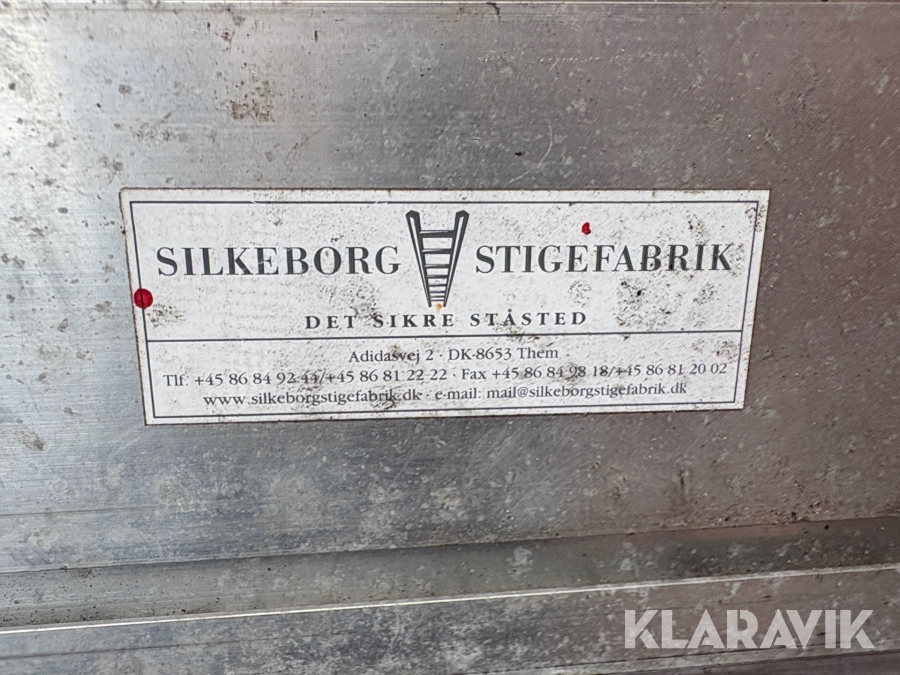 SILKEBORG STIGEFABRIK
DET SIKRE STÅSTED
Adidasvej 2 · DK-8653 Them
Tlf. +45 86 84 92 44/+45 86 81 22 22 · Fax +45 86 84 98 18/+45 86 81 20 02
www.silkeborgstigefabrik.dk · e-mail: mail@silkeborgstigefabrik.dk
KLARAVIK